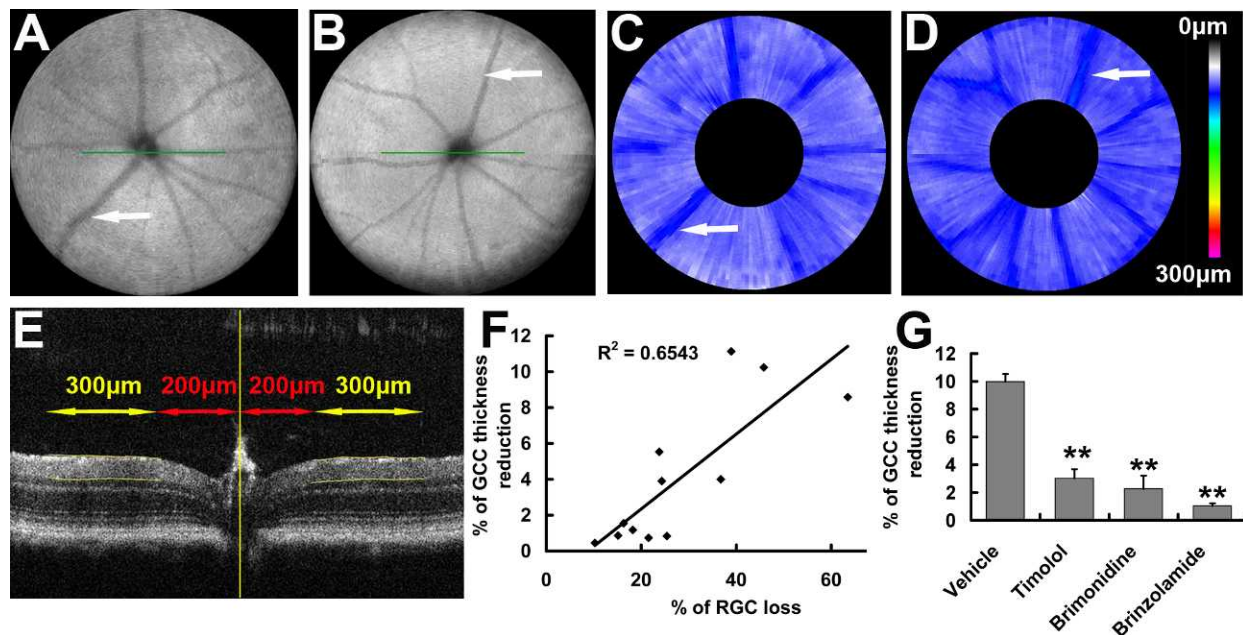 A
B
C
D
0µm
300µm
E
300µm 200µm 200µm 300µm
F
% of GCC thickness
reduction
12
10
8
6
4
2
0
R² = 0.6543
0 20 40 60
% of RGC loss
G
% of GCC thickness
reduction
12
10
8
6
4
2
0
**
**
**
Vehicle
Timolol
Brimonidine
Brinzolamide